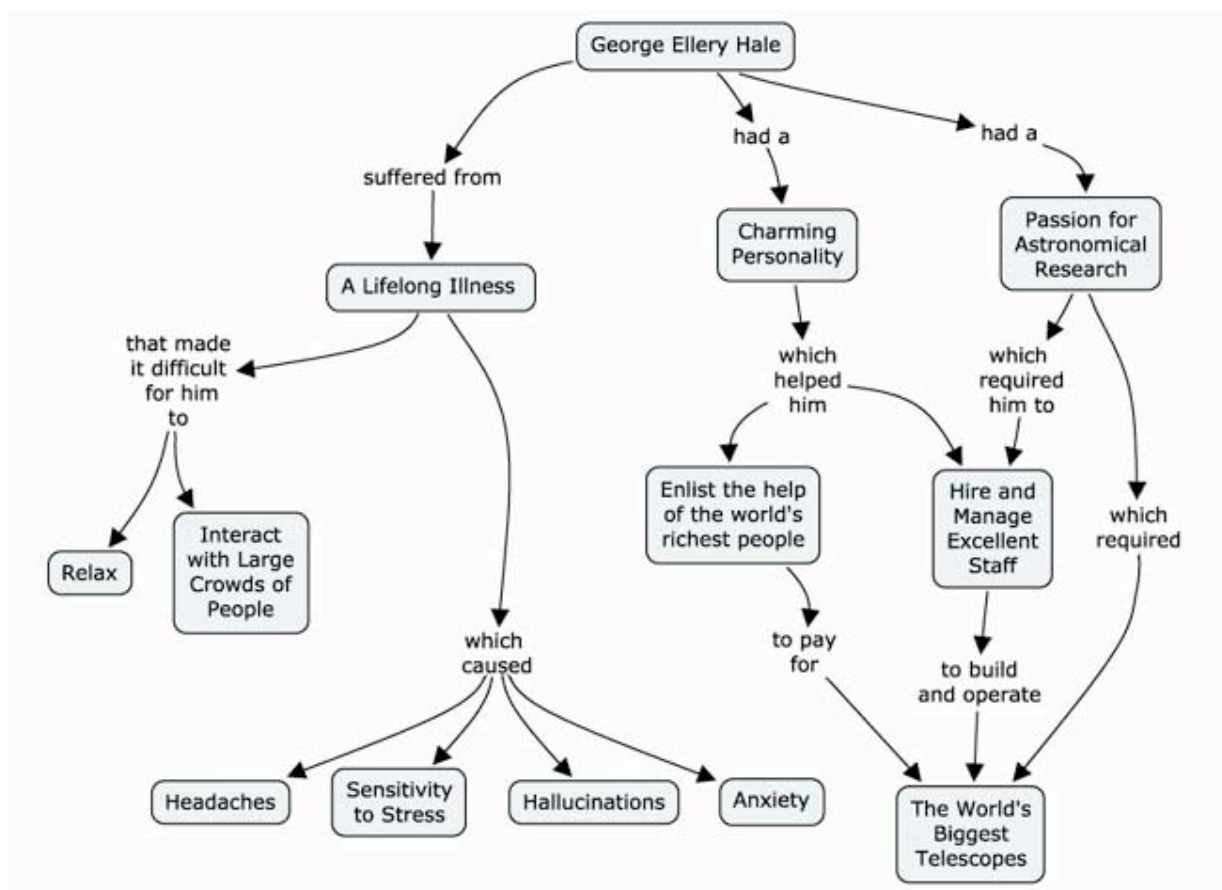 George Ellery Hale
had a
had a
suffered from
Charming
Personality
Passion for
Astronomical
Research
A Lifelong Illness
that made
it difficult
for him
to
which
helped
him
which
required
him to
Enlist the help
of the world's
richest people
Hire and
Manage
Excellent
Staff
which
required
Relax
Interact
with Large
Crowds of
People
which
caused
to pay
for
to build
and operate
Headaches
Sensitivity
to Stress
Hallucinations
Anxiety
The World's
Biggest
Telescopes